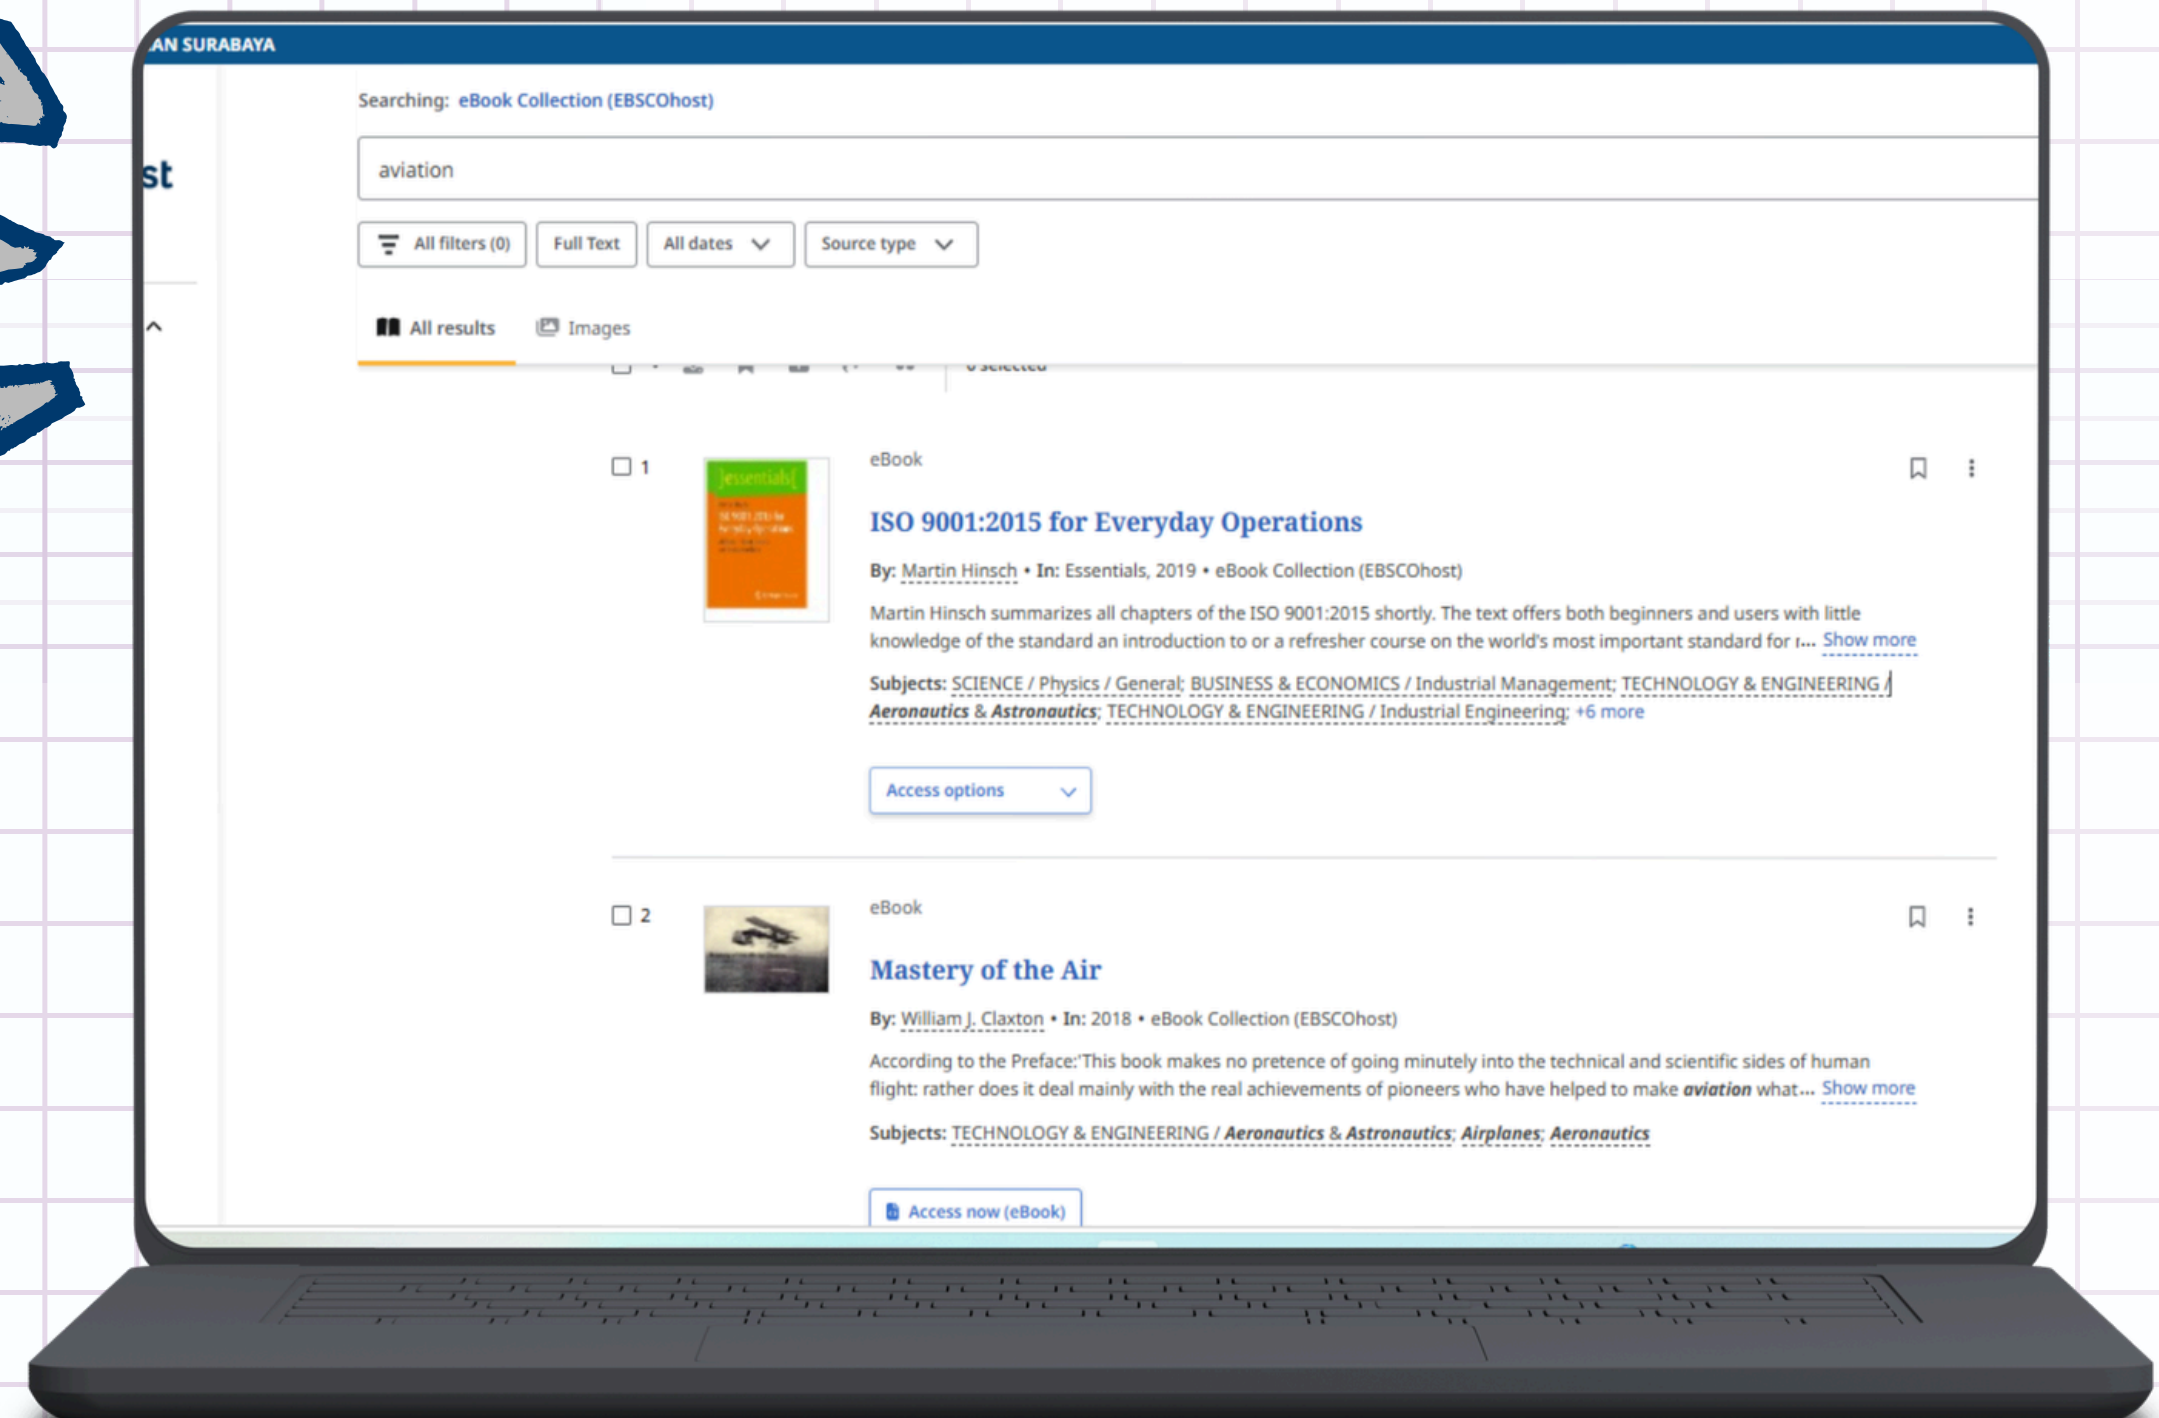 AN SURABAYA
st
Searching: eBook Collection (EBSCOhost)
aviation
All filters (0) Full Text All dates Source type
All results Images
0 selected
1 eBook
]essentials[
ISO 9001:2015 for Everyday Operations
By: Martin Hinsch • In: Essentials, 2019 • eBook Collection (EBSCOhost)
Martin Hinsch summarizes all chapters of the ISO 9001:2015 shortly. The text offers both beginners and users with little
knowledge of the standard an introduction to or a refresher course on the world's most important standard for r... Show more
Subjects: SCIENCE / Physics / General; BUSINESS & ECONOMICS / Industrial Management; TECHNOLOGY & ENGINEERING /
Aeronautics & Astronautics; TECHNOLOGY & ENGINEERING / Industrial Engineering; +6 more
Access options
2 eBook
Mastery of the Air
By: William J. Claxton • In: 2018 • eBook Collection (EBSCOhost)
According to the Preface:'This book makes no pretence of going minutely into the technical and scientific sides of human
flight: rather does it deal mainly with the real achievements of pioneers who have helped to make aviation what... Show more
Subjects: TECHNOLOGY & ENGINEERING / Aeronautics & Astronautics; Airplanes; Aeronautics
Access now (eBook)